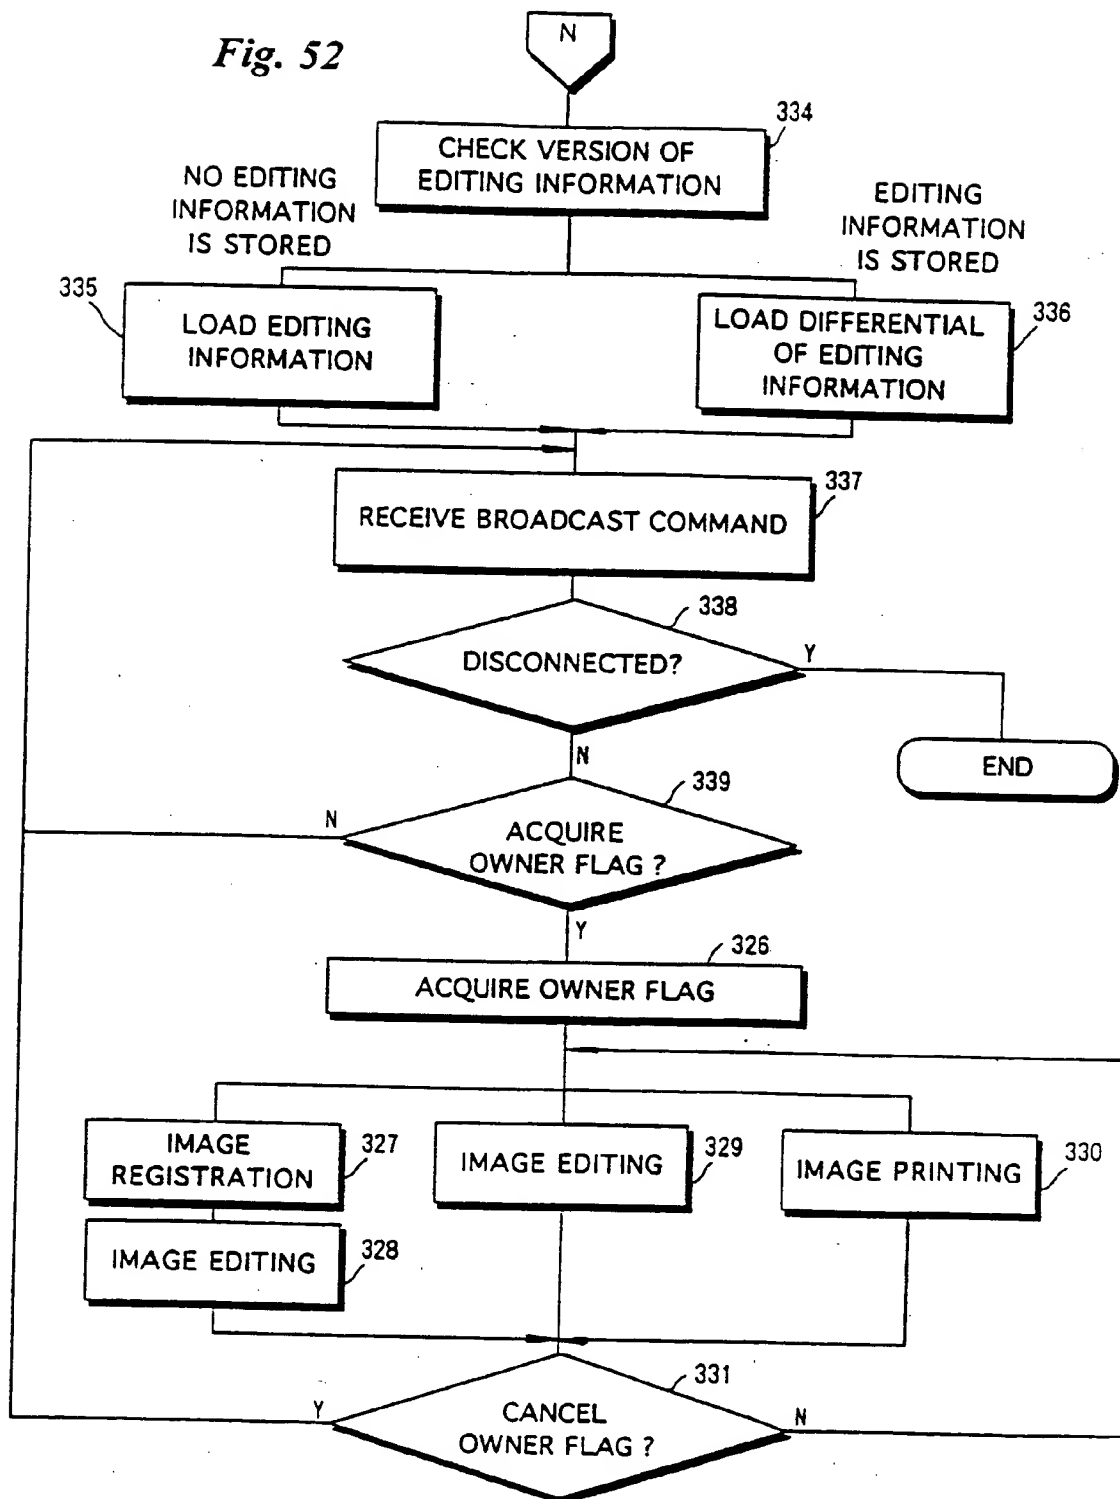 Fig. 52
N
334
CHECK VERSION OF
EDITING INFORMATION
NO EDITING
INFORMATION
IS STORED
EDITING
INFORMATION
IS STORED
335
LOAD EDITING
INFORMATION
336
LOAD DIFFERENTIAL
OF EDITING
INFORMATION
337
RECEIVE BROADCAST COMMAND
338
DISCONNECTED?
Y
N
END
339
N
ACQUIRE
OWNER FLAG ?
Y
326
ACQUIRE OWNER FLAG
IMAGE
REGISTRATION
327
IMAGE EDITING
329
IMAGE PRINTING
330
IMAGE EDITING
328
331
Y
CANCEL
OWNER FLAG ?
N